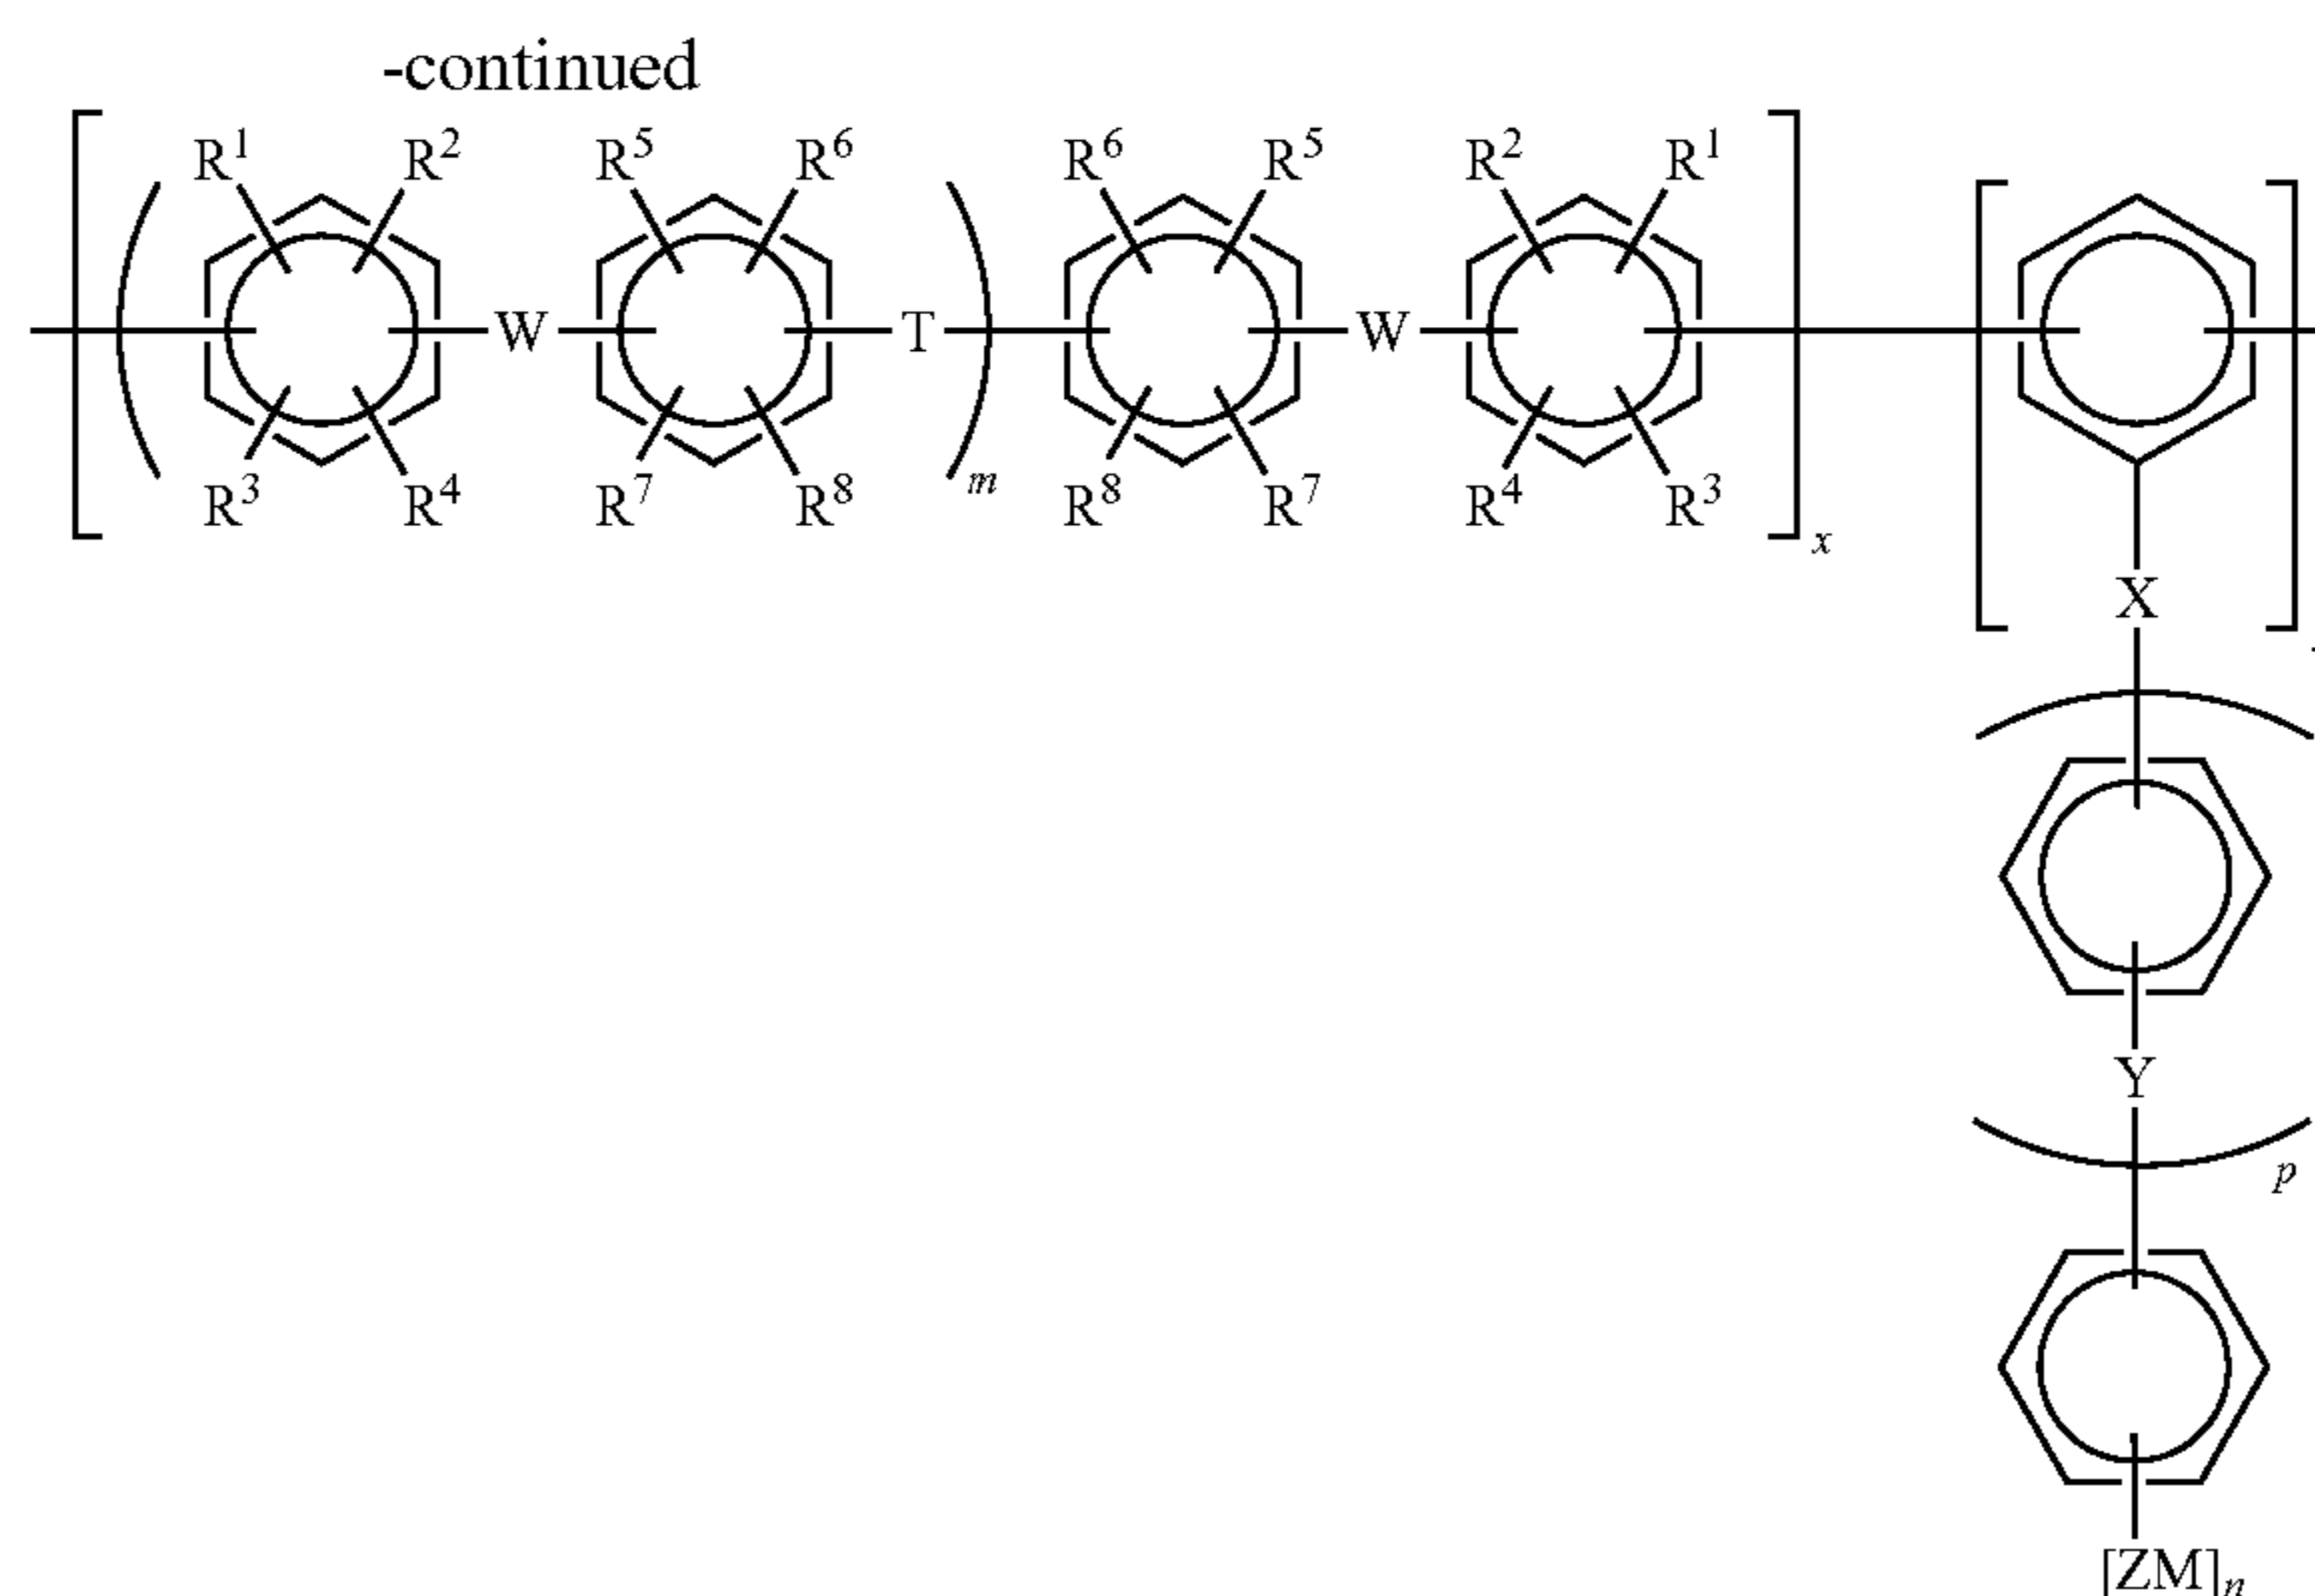 -continued
R¹ R² R⁵ R⁶ R⁶ R⁵ R² R¹
W T W
R³ R⁴ R⁷ R⁸ m R⁸ R⁷ R⁴ R³
x
X
Y
p
[ZM]n